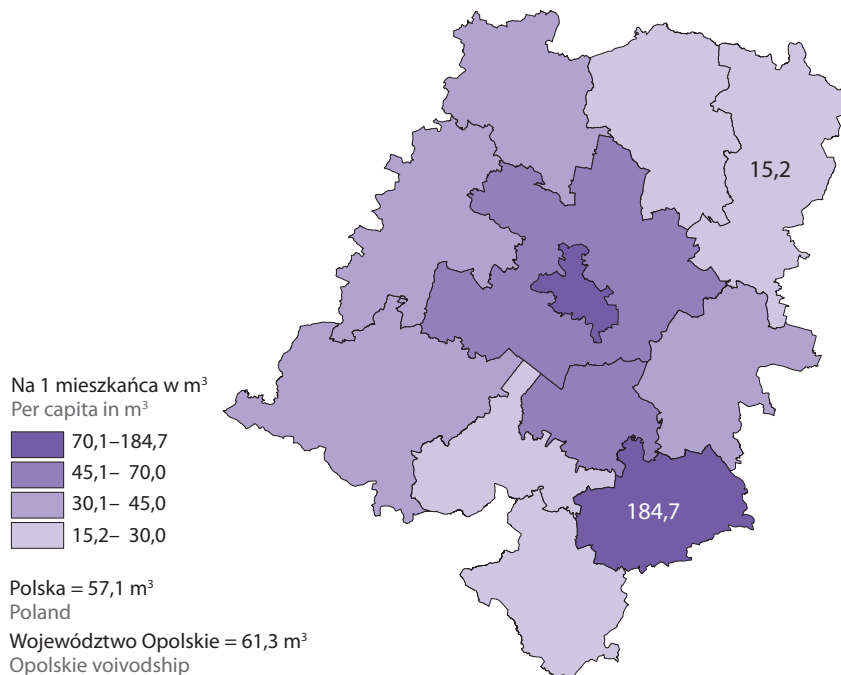 15,2
Na 1 mieszkańca w m³
Per capita in m³
70,1–184,7
45,1– 70,0
30,1– 45,0
15,2– 30,0
184,7
Polska = 57,1 m³
Poland
Województwo Opolskie = 61,3 m³
Opolskie voivodship